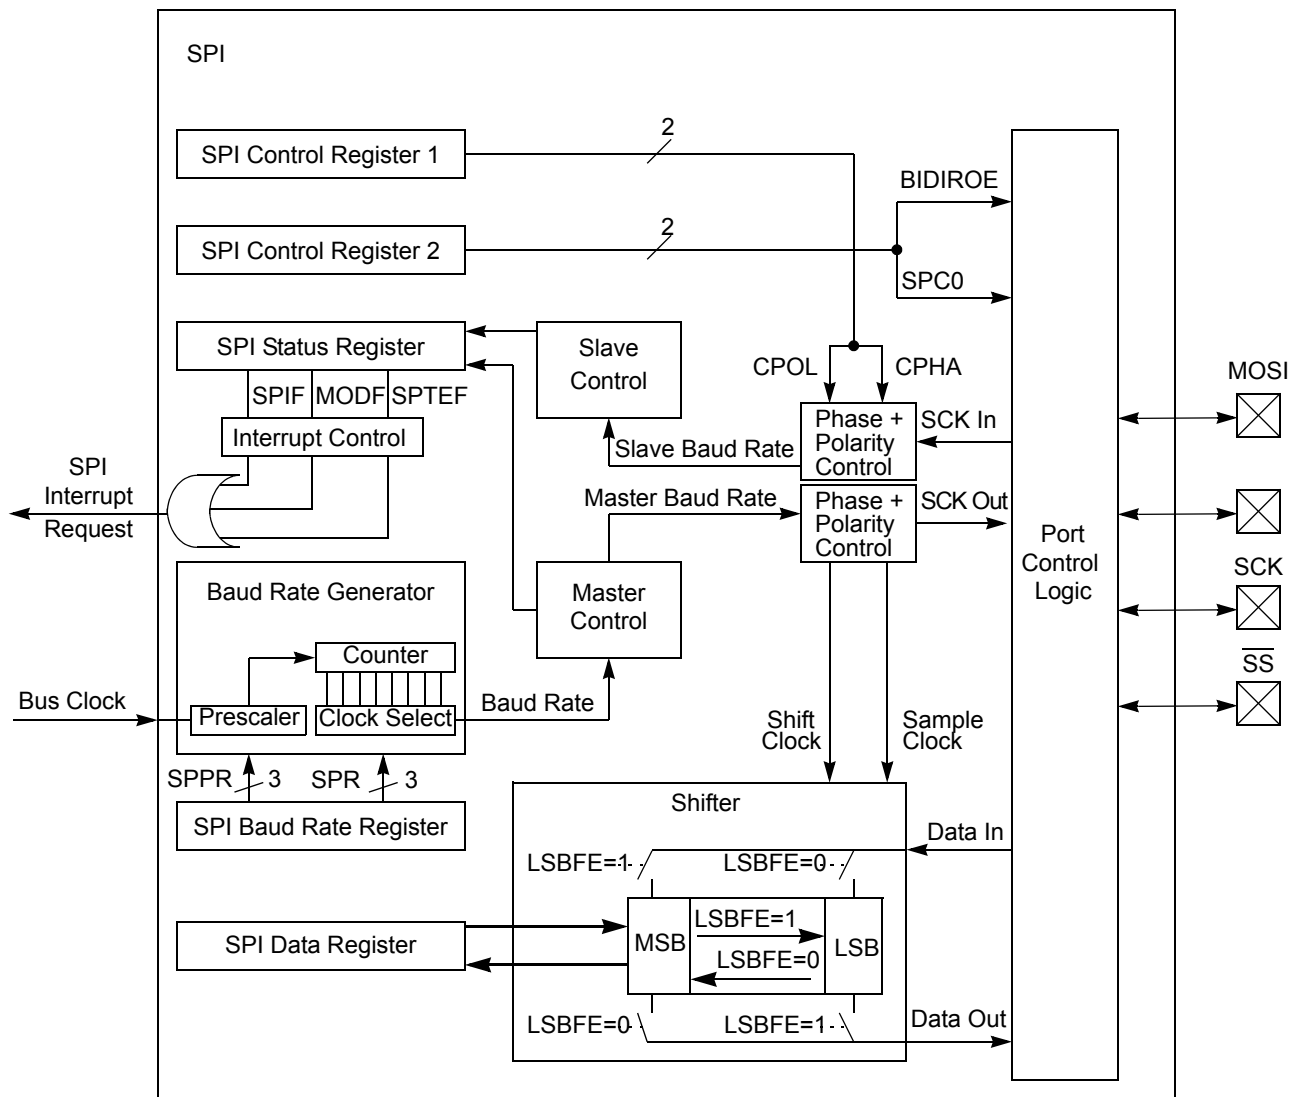 SPI
SPI Control Register 1
2
BIDIROE
SPI Control Register 2
2
SPC0
SPI Status Register
Slave
Control
CPOL
CPHA
MOSI
SPIF
MODF
SPTEF
Interrupt Control
Phase +
Polarity
Control
SCK In
Slave Baud Rate
SPI
Interrupt
Request
Master Baud Rate
Phase +
Polarity
Control
SCK Out
Port
Control
Logic
SCK
Baud Rate Generator
Master
Control
Counter
SS
Bus Clock
Prescaler
Clock Select
Baud Rate
Shift
Clock
Sample
Clock
SPPR
3
SPR
3
SPI Baud Rate Register
Shifter
Data In
LSBFE=1
LSBFE=0
SPI Data Register
MSB
LSBFE=1
LSBFE=0
LSB
LSBFE=0
LSBFE=1
Data Out